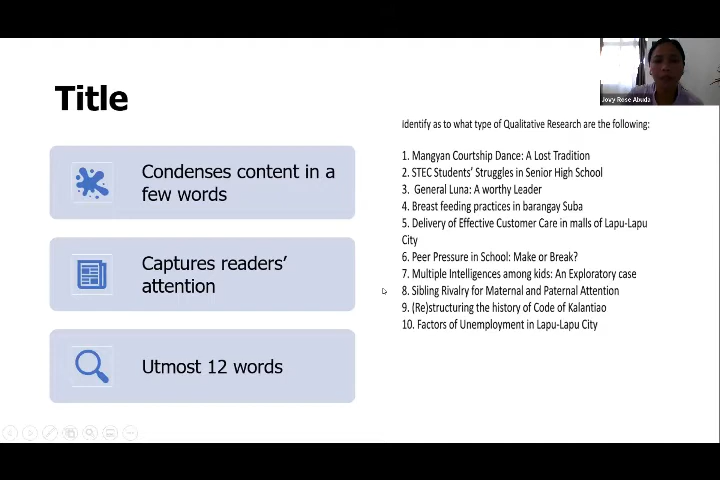 Jovy Rose Abuda
Title
Condenses content in a
few words
Captures readers'
attention
Utmost 12 words
Identify as to what type of Qualitative Research are the following:
1. Mangyan Courtship Dance: A Lost Tradition
2. STEC Students' Struggles in Senior High School
3. General Luna: A worthy Leader
4. Breast feeding practices in barangay Suba
5. Delivery of Effective Customer Care in malls of Lapu-Lapu
City
6. Peer Pressure in School: Make or Break?
7. Multiple Intelligences among kids: An Exploratory case
8. Sibling Rivalry for Maternal and Paternal Attention
9. (Re)structuring the history of Code of Kalantiao
10. Factors of Unemployment in Lapu-Lapu City